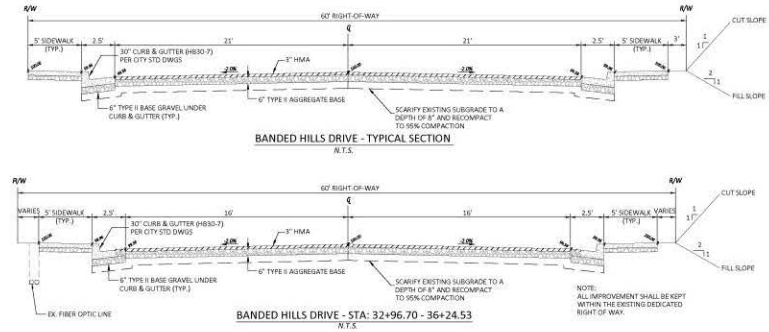 R/W
R/W
60' RIGHT-OF-WAY
℄
CUT SLOPE
5' SIDEWALK
(TYP.)
2.5'
21'
21'
2.5'
5' SIDEWALK
(TYP.)
3'
30" CURB & GUTTER (HB30-7)
PER CITY STD DWGS
3" HMA
1
1
-2.0%
-2.0%
2
1
6" TYPE II BASE GRAVEL UNDER
CURB & GUTTER (TYP.)
6" TYPE II AGGREGATE BASE
SCARIFY EXISTING SUBGRADE TO A
DEPTH OF 8" AND RECOMPACT
TO 95% COMPACTION
FILL SLOPE
BANDED HILLS DRIVE - TYPICAL SECTION
N.T.S.
R/W
R/W
60' RIGHT-OF-WAY
℄
CUT SLOPE
VARIES
5' SIDEWALK
(TYP.)
2.5'
16'
16'
2.5'
5' SIDEWALK
(TYP.)
VARIES
30" CURB & GUTTER (HB30-7)
PER CITY STD DWGS
3" HMA
1
1
-2.0%
-2.0%
2
1
6" TYPE II BASE GRAVEL UNDER
CURB & GUTTER (TYP.)
6" TYPE II AGGREGATE BASE
SCARIFY EXISTING SUBGRADE TO A
DEPTH OF 8" AND RECOMPACT
TO 95% COMPACTION
FILL SLOPE
NOTE:
ALL IMPROVEMENT SHALL BE KEPT
WITHIN THE EXISTING DEDICATED
RIGHT OF WAY.
EX. FIBER OPTIC LINE
BANDED HILLS DRIVE - STA: 32+96.70 - 36+24.53
N.T.S.